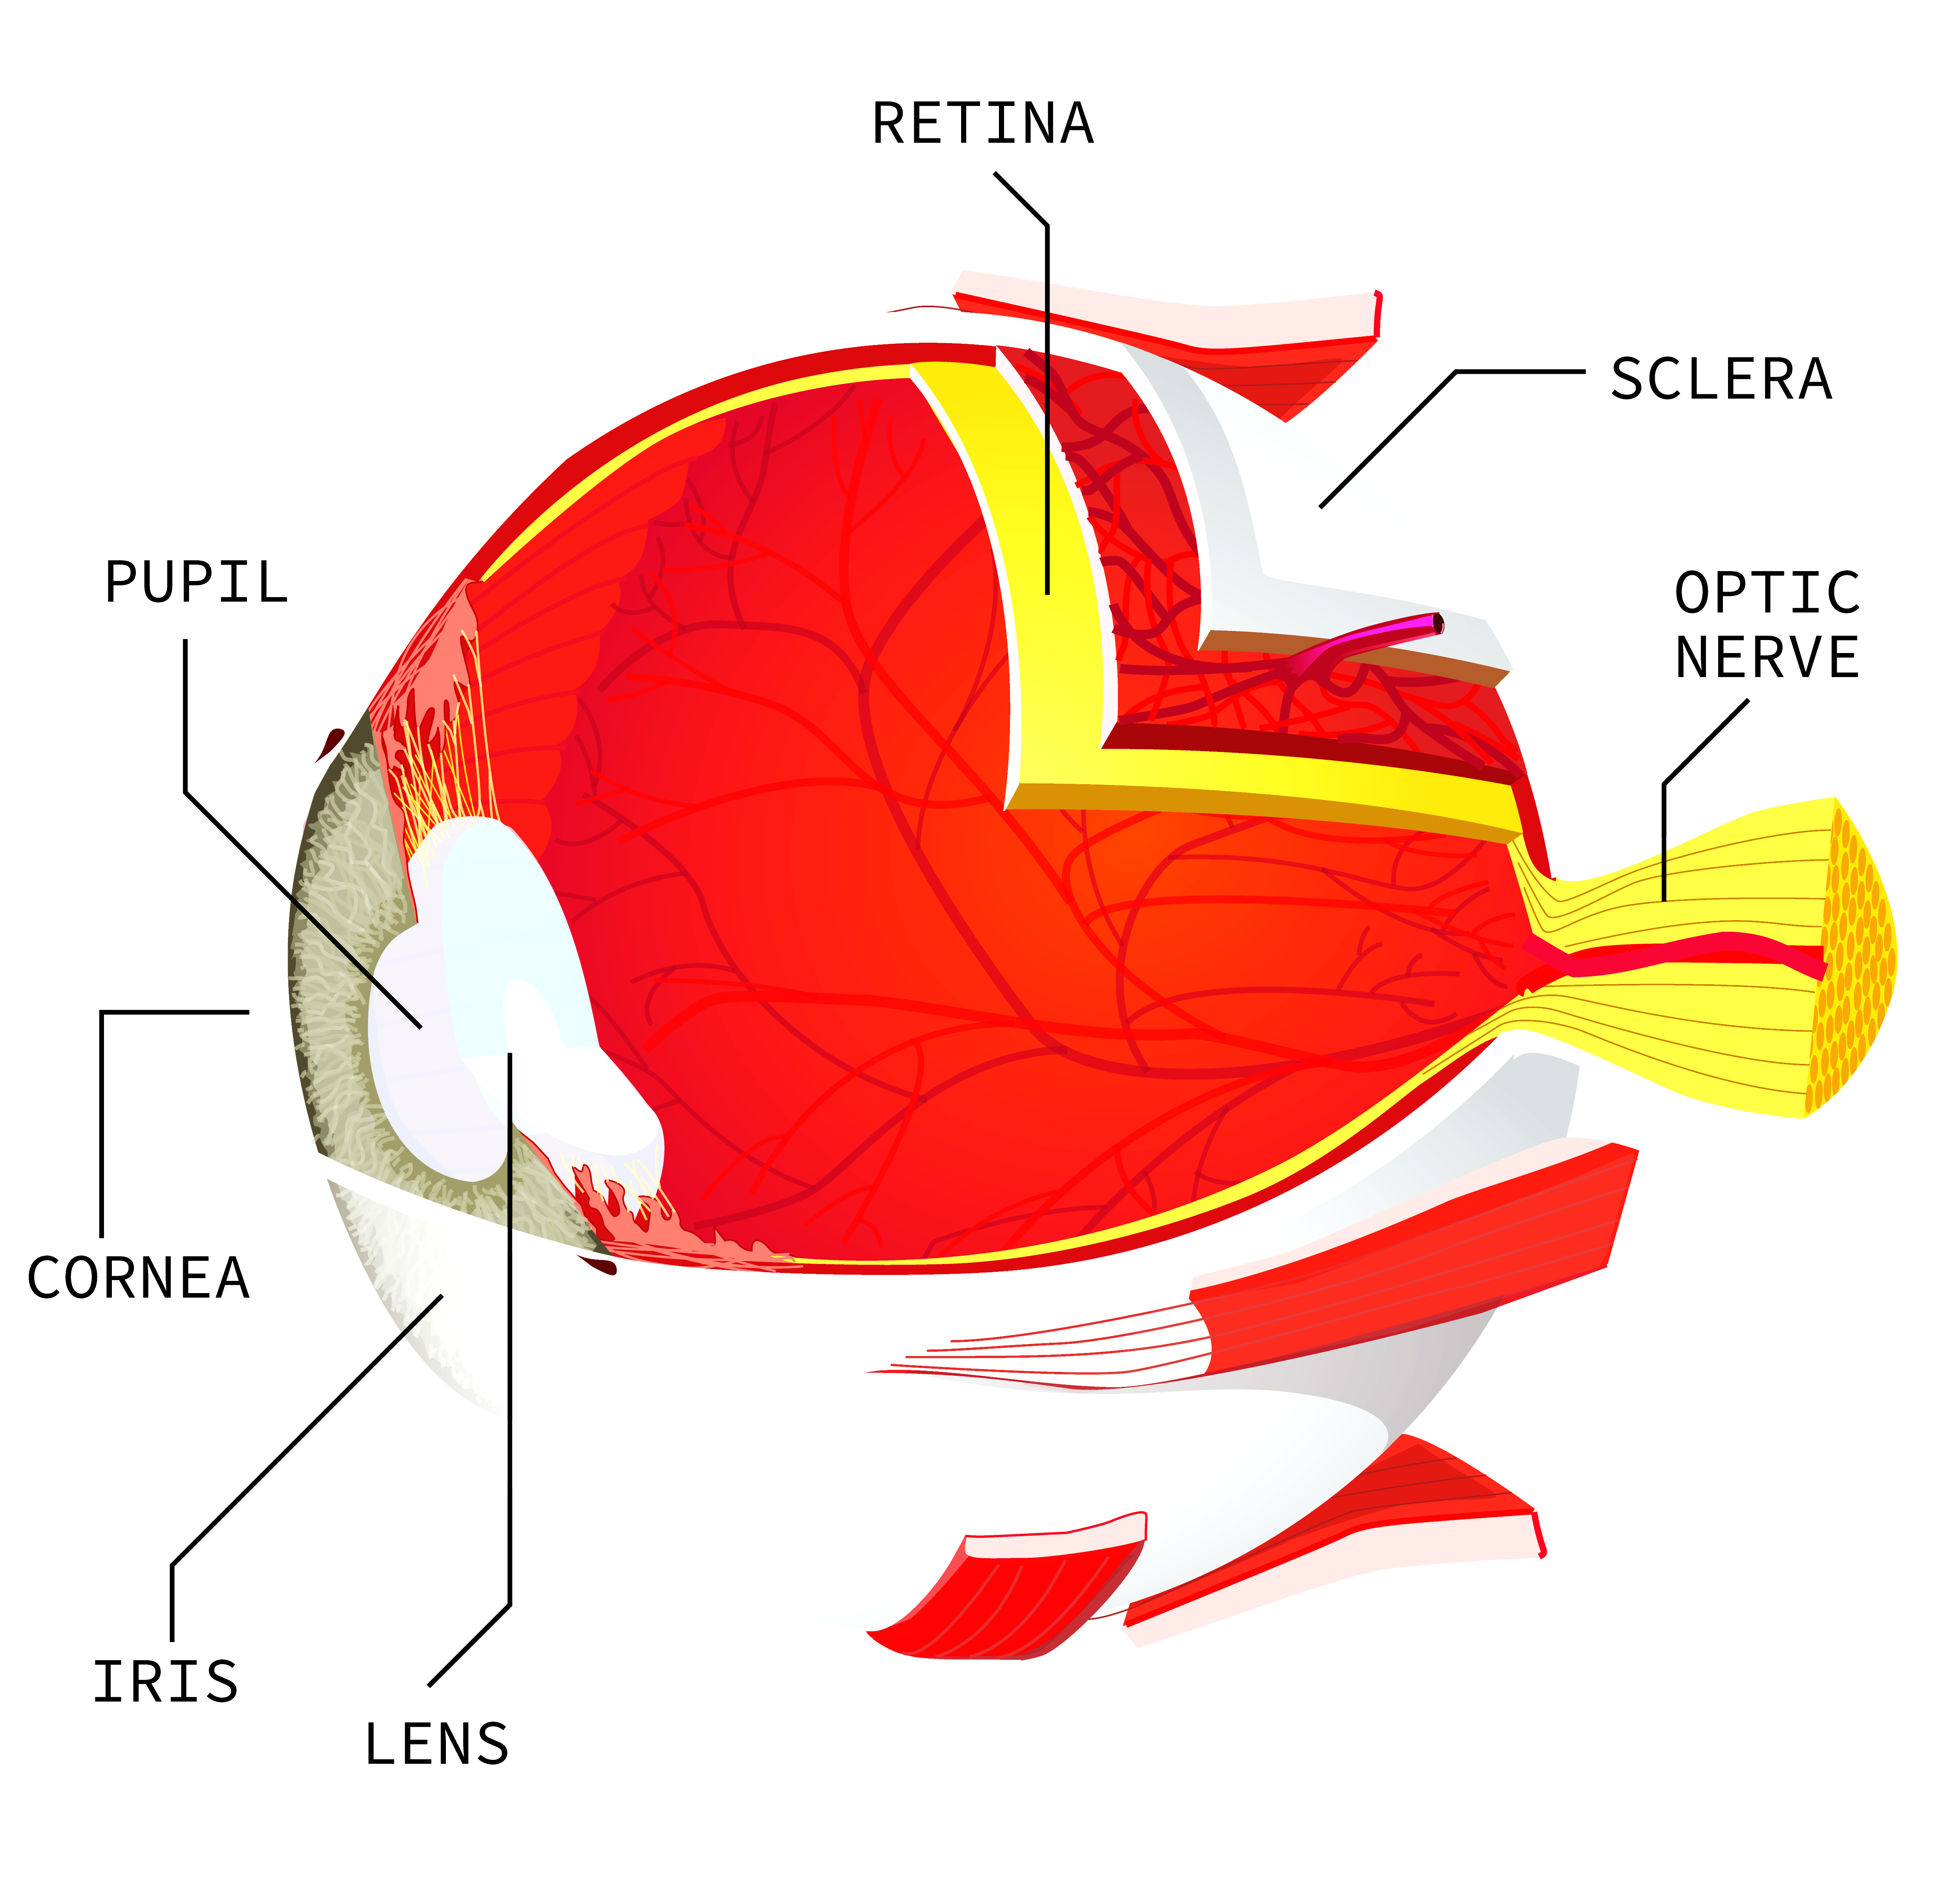 RETINA
SCLERA
PUPIL
OPTIC
NERVE
CORNEA
IRIS
LENS